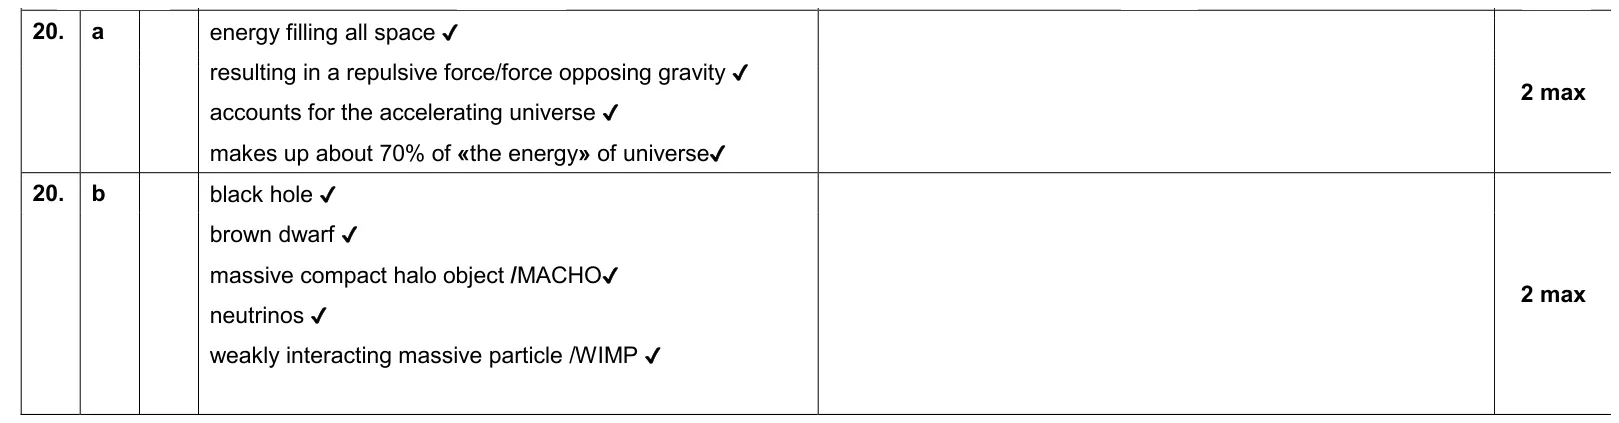 20. a energy filling all space ✓
resulting in a repulsive force/force opposing gravity ✓
accounts for the accelerating universe ✓
makes up about 70% of «the energy» of universe✓
2 max
20. b black hole ✓
brown dwarf ✓
massive compact halo object /MACHO✓
neutrinos ✓
weakly interacting massive particle /WIMP ✓
2 max